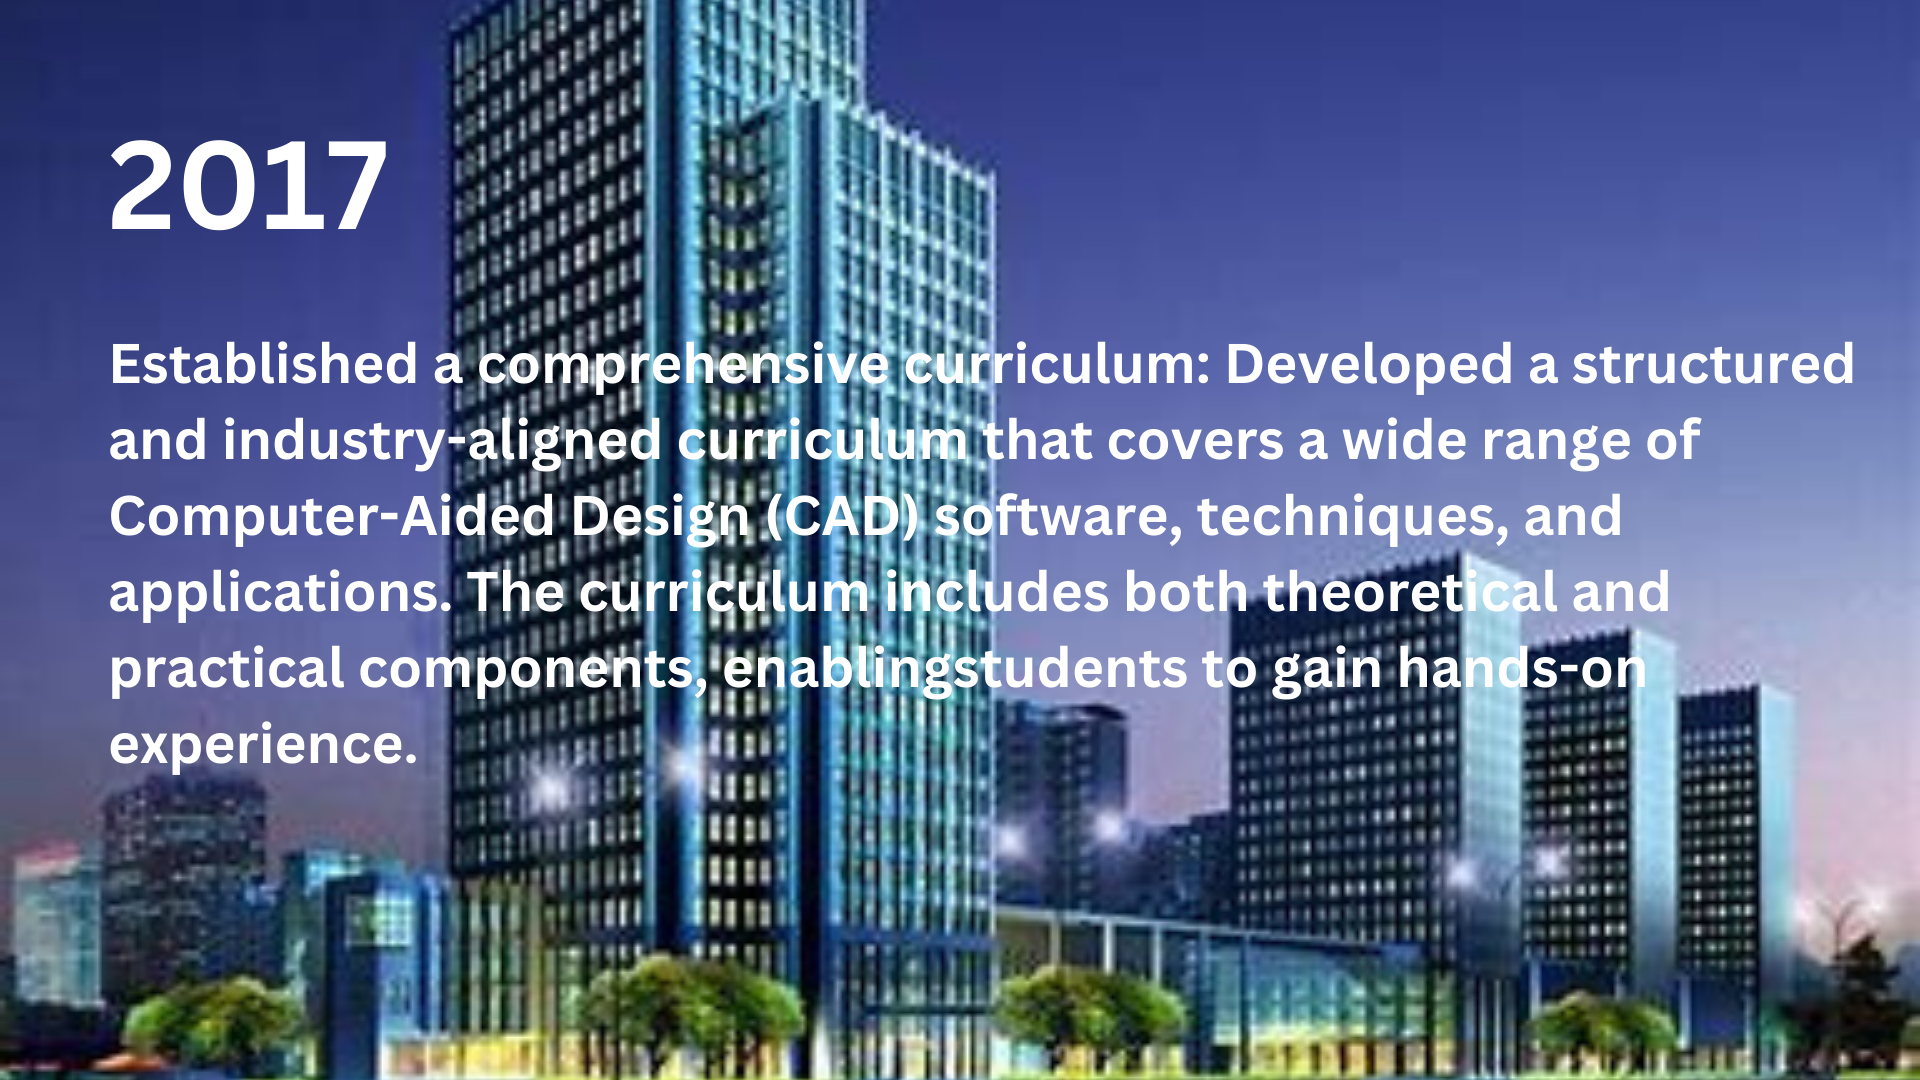 2017
Established a comprehensive curriculum: Developed a structured
and industry-aligned curriculum that covers a wide range of
Computer-Aided Design (CAD) software, techniques, and
applications. The curriculum includes both theoretical and
practical components, enablingstudents to gain hands-on
experience.